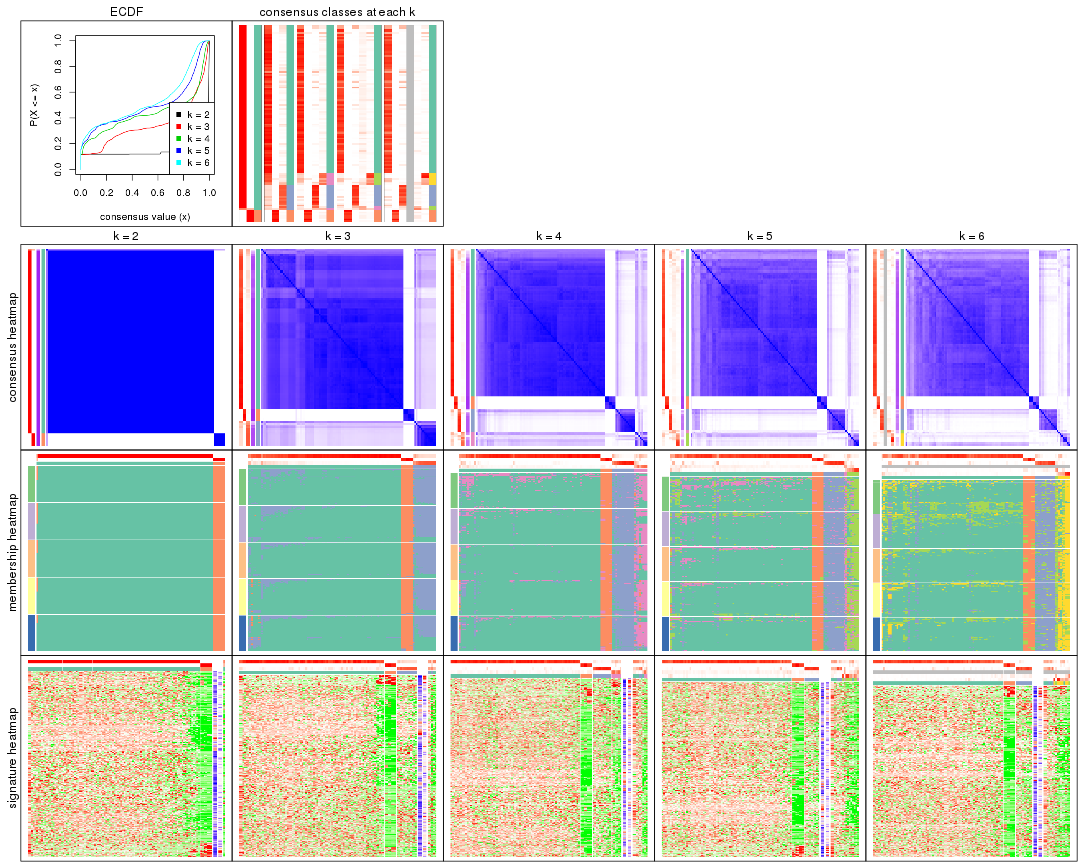 ECDF
consensus classes at each k
P(X <= x)
0.0 0.2 0.4 0.6 0.8 1.0
k = 2
k = 3
k = 4
k = 5
k = 6
0.0 0.2 0.4 0.6 0.8 1.0
consensus value (x)
k = 2
k = 3
k = 4
k = 5
k = 6
consensus heatmap
membership heatmap
signature heatmap